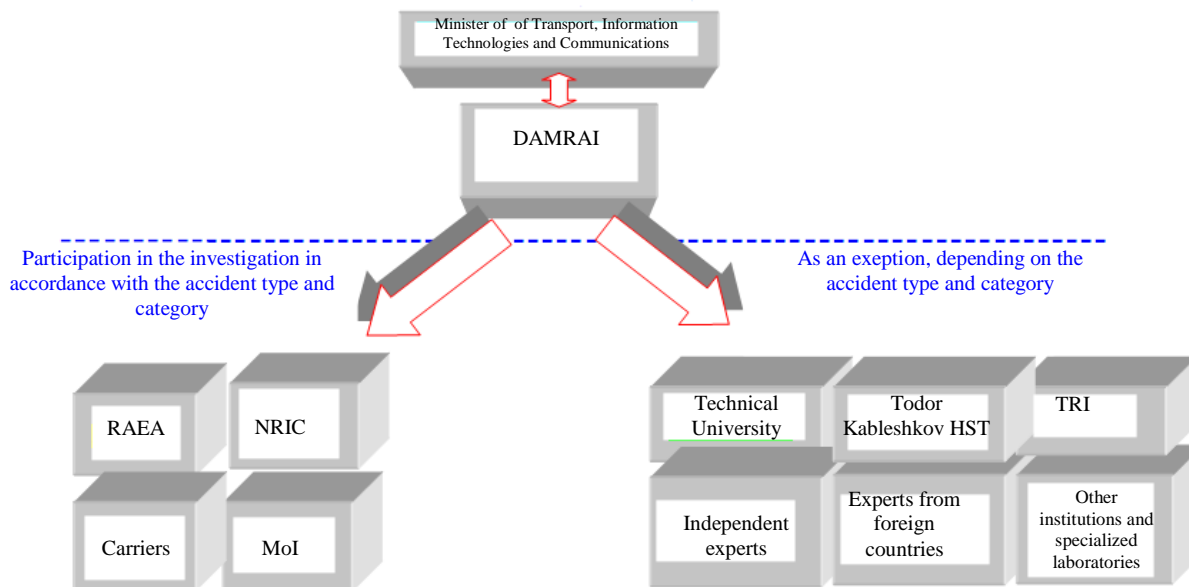 Minister of of Transport, Information
Technologies and Communications
DAMRAI
Participation in the investigation in
accordance with the accident type and
category
As an exeption, depending on the
accident type and category
RAEA
NRIC
Carriers
MoI
Technical
University
Todor
Kableshkov HST
TRI
Independent
experts
Experts from
foreign
countries
Other
institutions and
specialized
laboratories